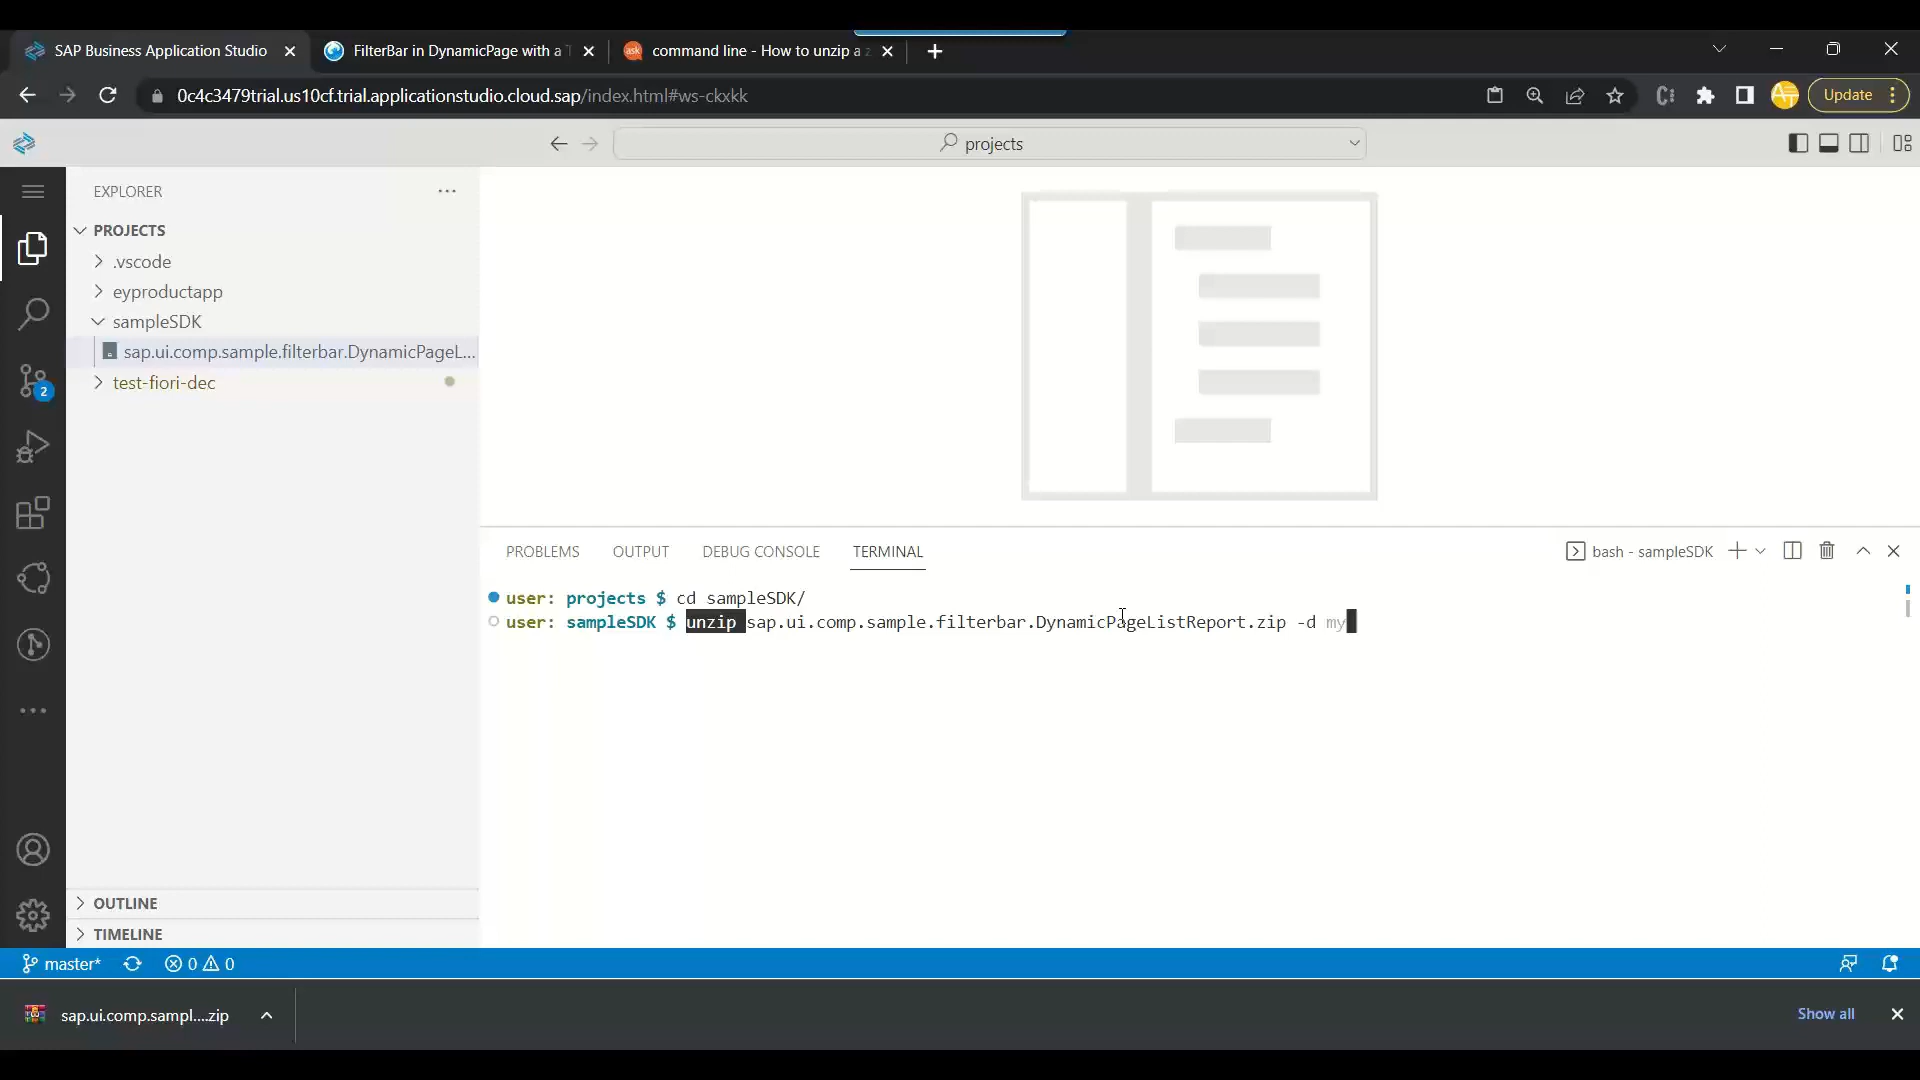 SAP Business Application Studio
FilterBar in DynamicPage with a
ask
command line - How to unzip a z
0c4c3479trial.us10cf.trial.applicationstudio.cloud.sap/index.html#ws-ckxkk
Update
projects
EXPLORER
PROJECTS
.vscode
eyproductapp
sampleSDK
sap.ui.comp.sample.filterbar.DynamicPageL...
test-fiori-dec
2
PROBLEMS
OUTPUT
DEBUG CONSOLE
TERMINAL
bash - sampleSDK
user: projects $ cd sampleSDK/
user: sampleSDK $ unzip sap.ui.comp.sample.filterbar.DynamicPageListReport.zip -d my
OUTLINE
TIMELINE
master*
0
0
sap.ui.comp.sampl....zip
Show all